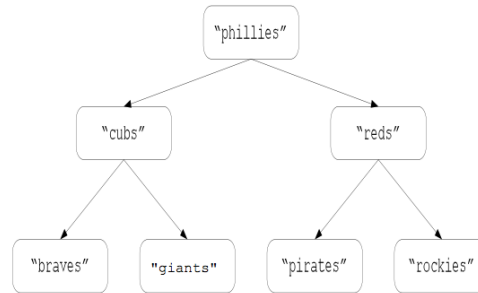 “phillies”
“cubs”
“reds”
“braves”
"giants"
“pirates”
“rockies”